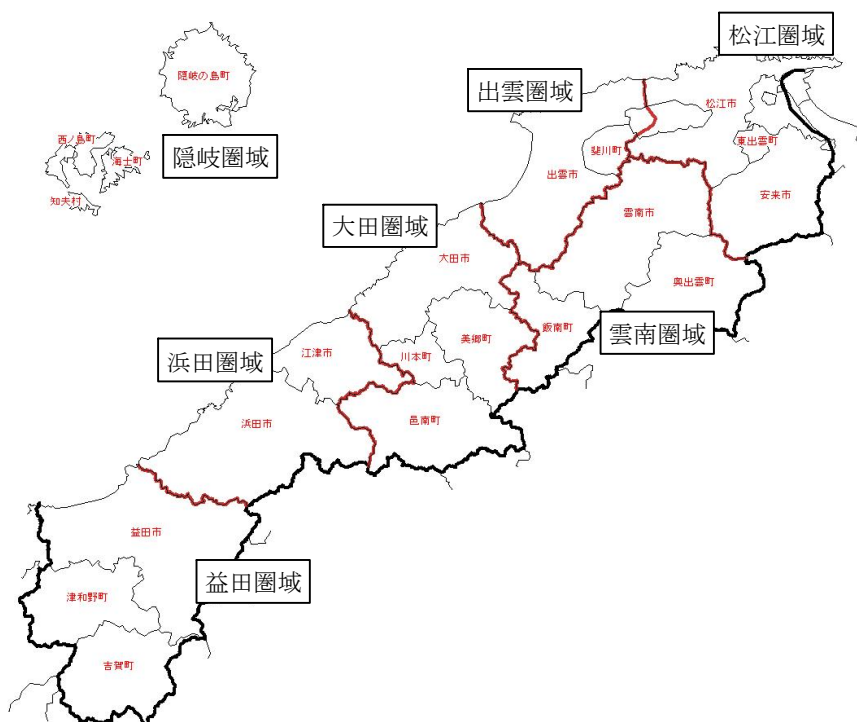 松江圏域
隠岐の島町
出雲圏域
松江市
西ノ島町
海士町
隠岐圏域
斐川町
東出雲町
知夫村
出雲市
安来市
雲南市
大田圏域
大田市
奥出雲町
飯南町
雲南圏域
美郷町
江津市
川本町
浜田圏域
浜田市
邑南町
益田市
益田圏域
津和野町
吉賀町